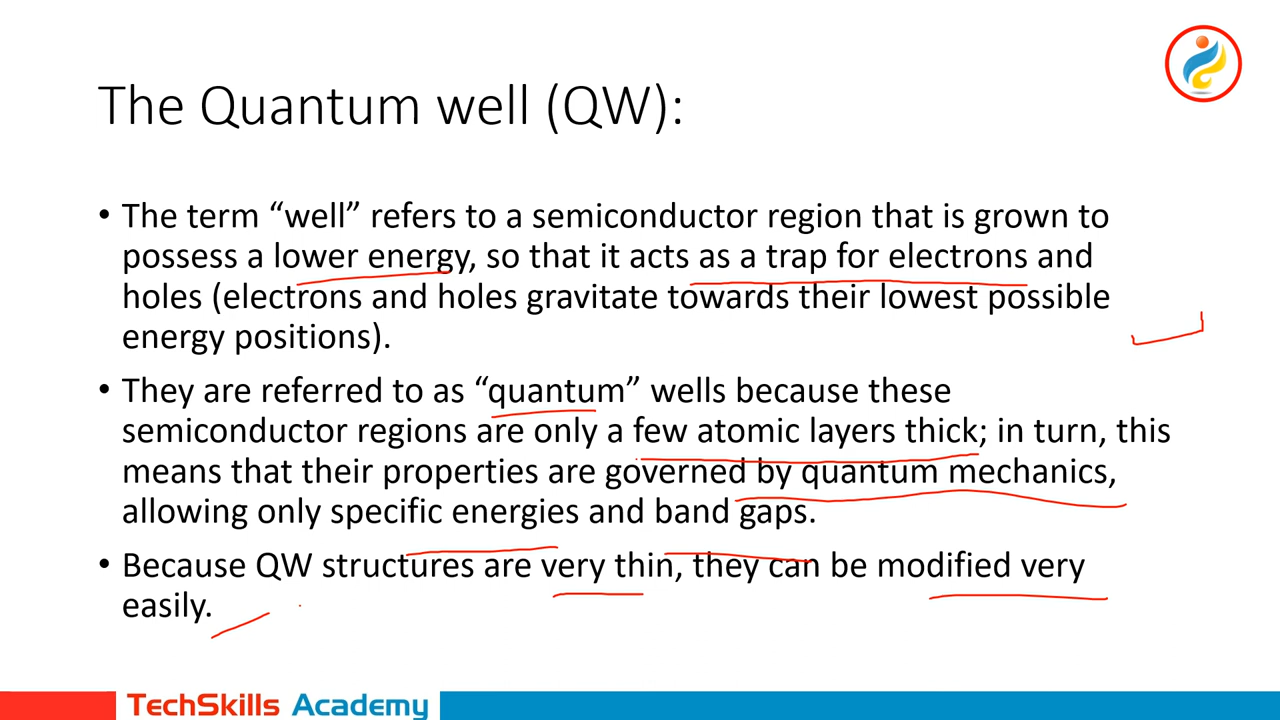 The Quantum well (QW):
• The term “well” refers to a semiconductor region that is grown to
possess a lower energy, so that it acts as a trap for electrons and
holes (electrons and holes gravitate towards their lowest possible
energy positions).
• They are referred to as “quantum” wells because these
semiconductor regions are only a few atomic layers thick; in turn, this
means that their properties are governed by quantum mechanics,
allowing only specific energies and band gaps.
• Because QW structures are very thin, they can be modified very
easily.
TechSkills Academy